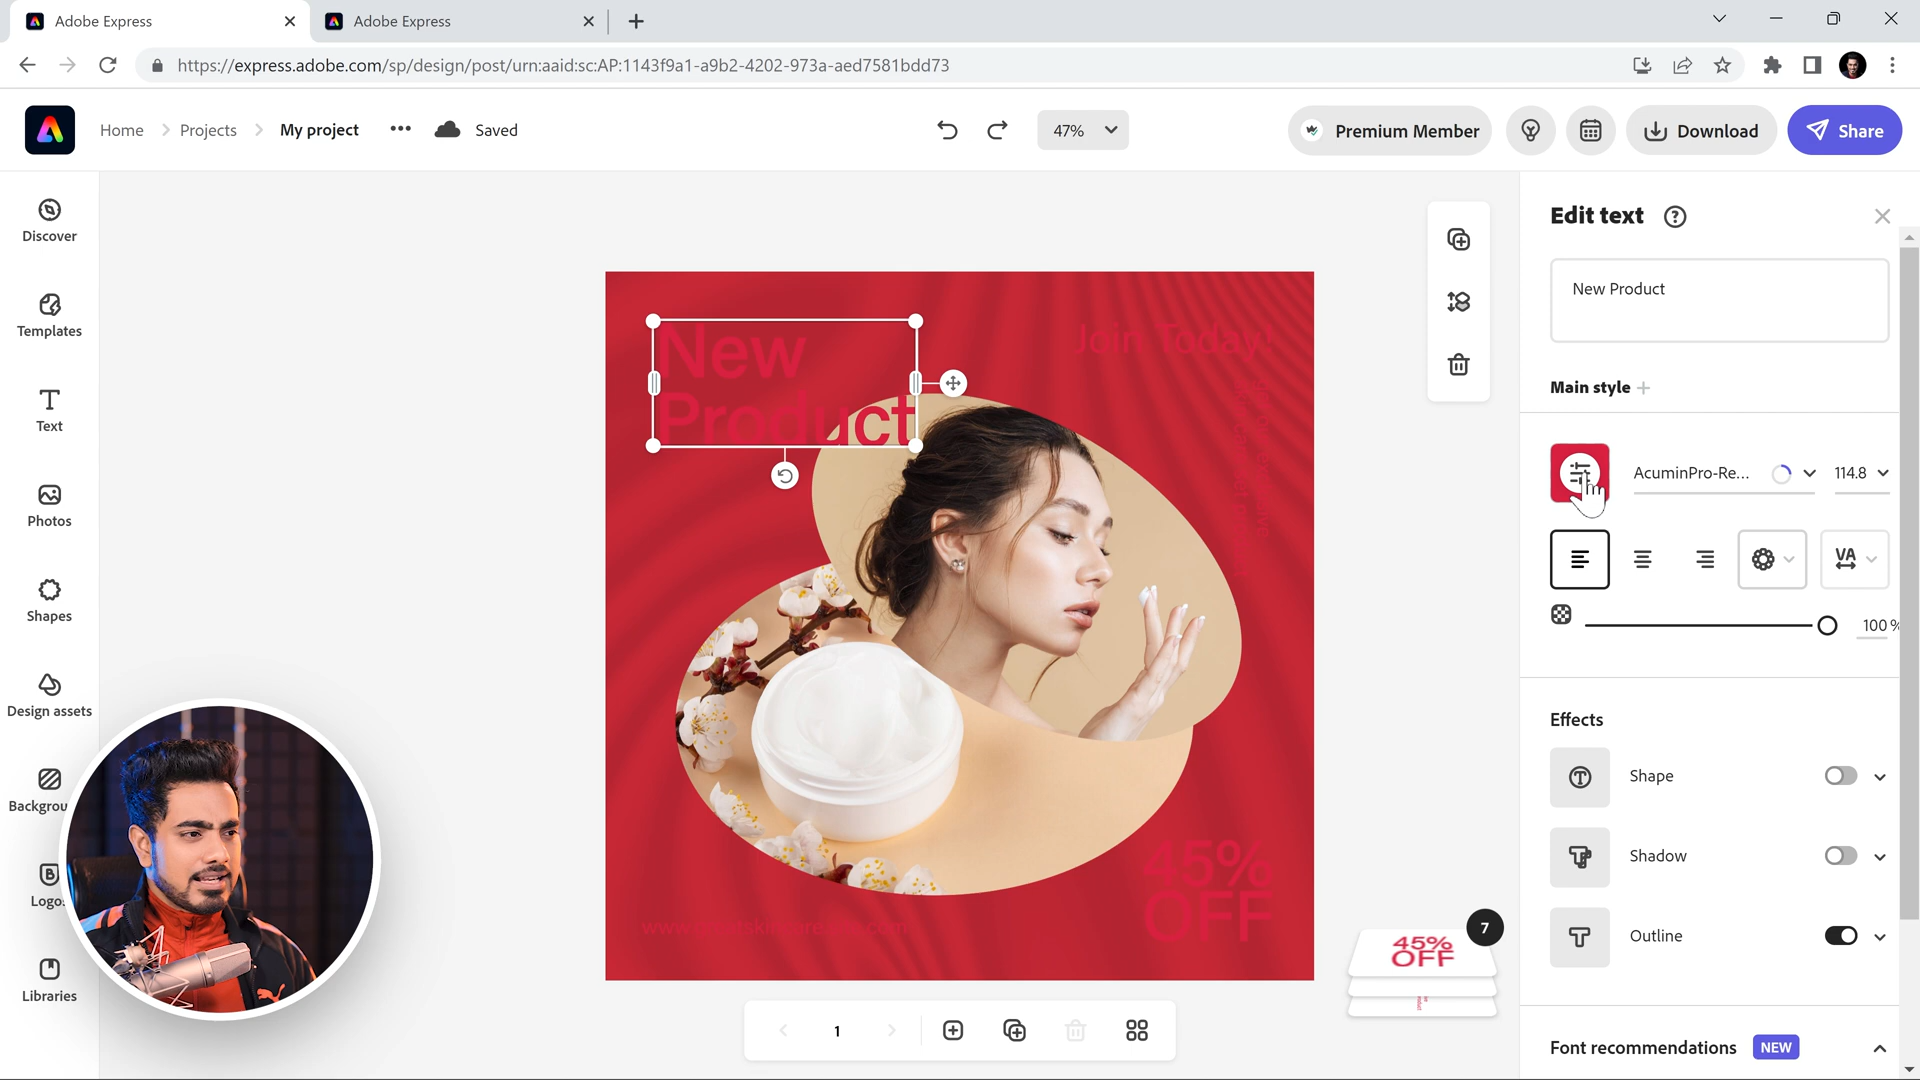 Adobe Express
Adobe Express
https://express.adobe.com/sp/design/post/urn:aaid:sc:AP:1143f9a1-a9b2-4202-973a-aed7581bdd73
Home
Projects
My project
Saved
47%
Premium Member
Download
Share
Discover
Templates
Text
Photos
Shapes
Design assets
Backgrou
Logos
Libraries
New
Product
Join Today!
45%
OFF
45%
OFF
7
1
Edit text
New Product
Main style
AcuminPro-Re...
114.8
VA
100 %
Effects
Shape
Shadow
Outline
Font recommendations NEW